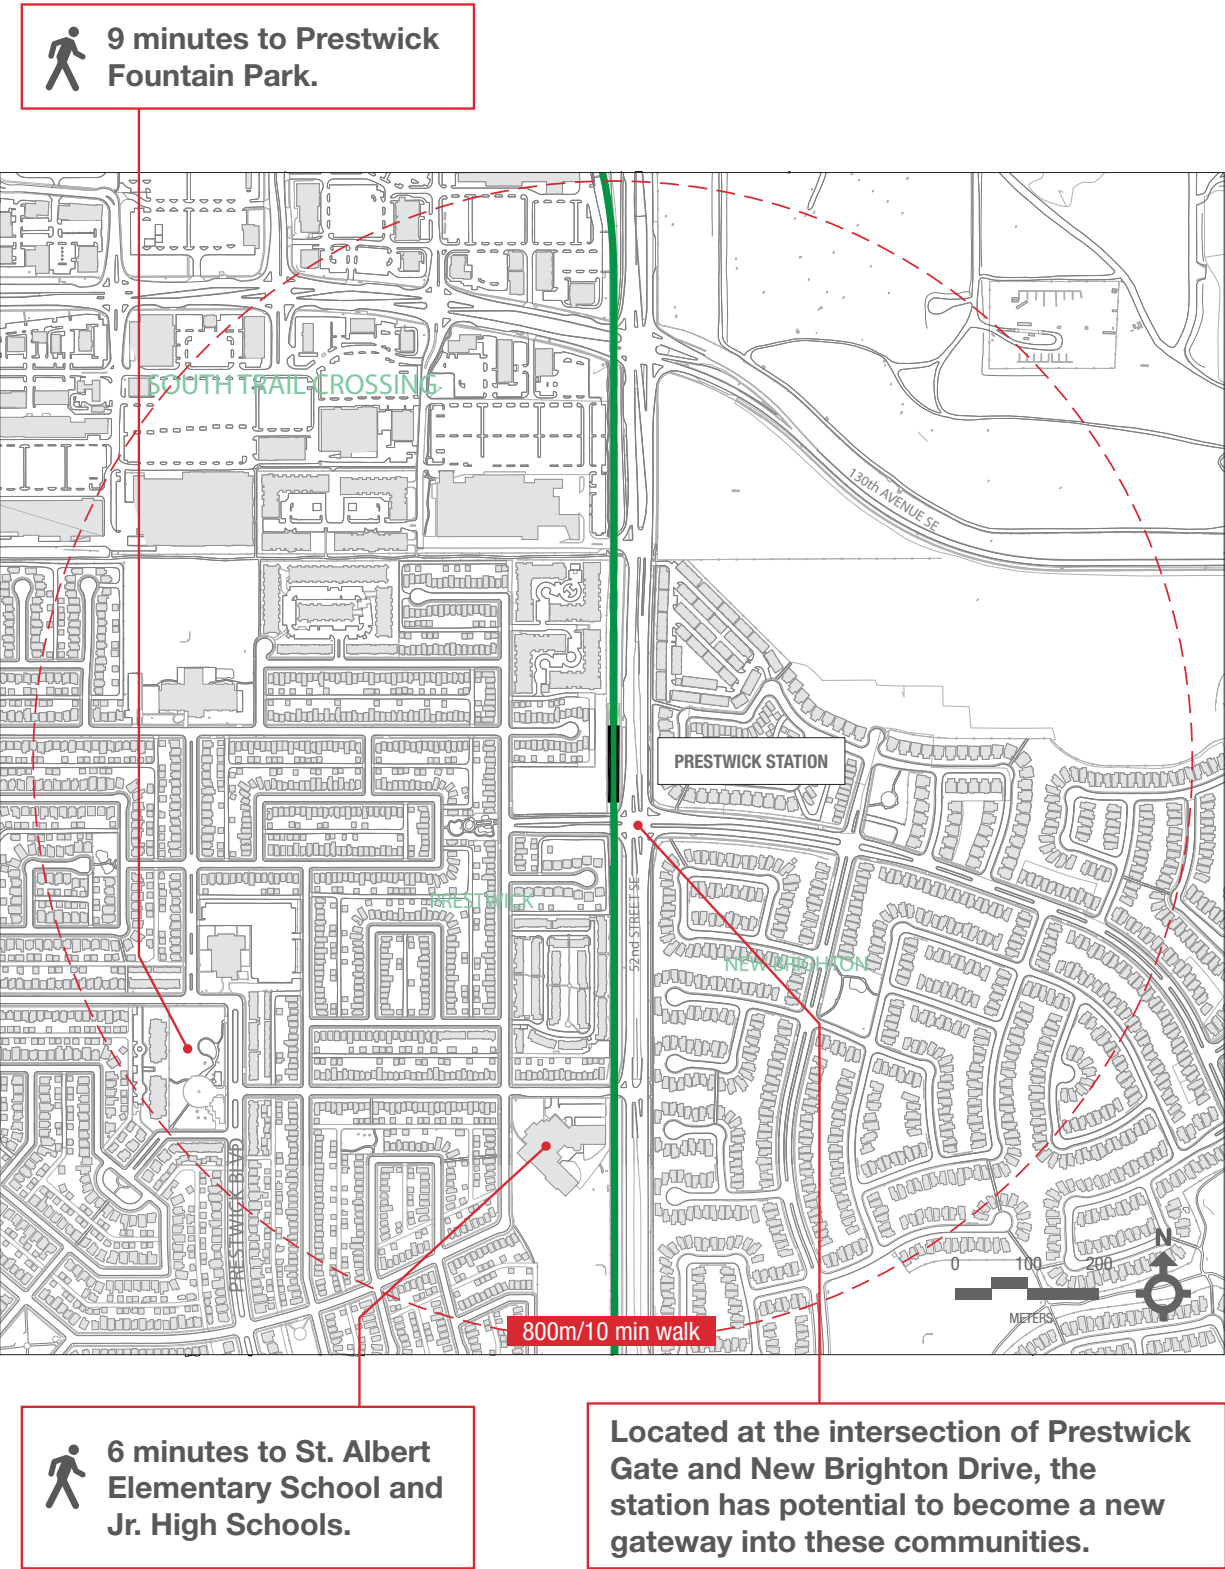 9 minutes to Prestwick
Fountain Park.
SOUTH TRAIL CROSSING
130th AVENUE SE
PRESTWICK STATION
PRESTWICK
52nd STREET SE
NEW BRIGHTON
PRESTWICK BLVD
N
0 100 200
METERS
800m/10 min walk
6 minutes to St. Albert
Elementary School and
Jr. High Schools.
Located at the intersection of Prestwick
Gate and New Brighton Drive, the
station has potential to become a new
gateway into these communities.